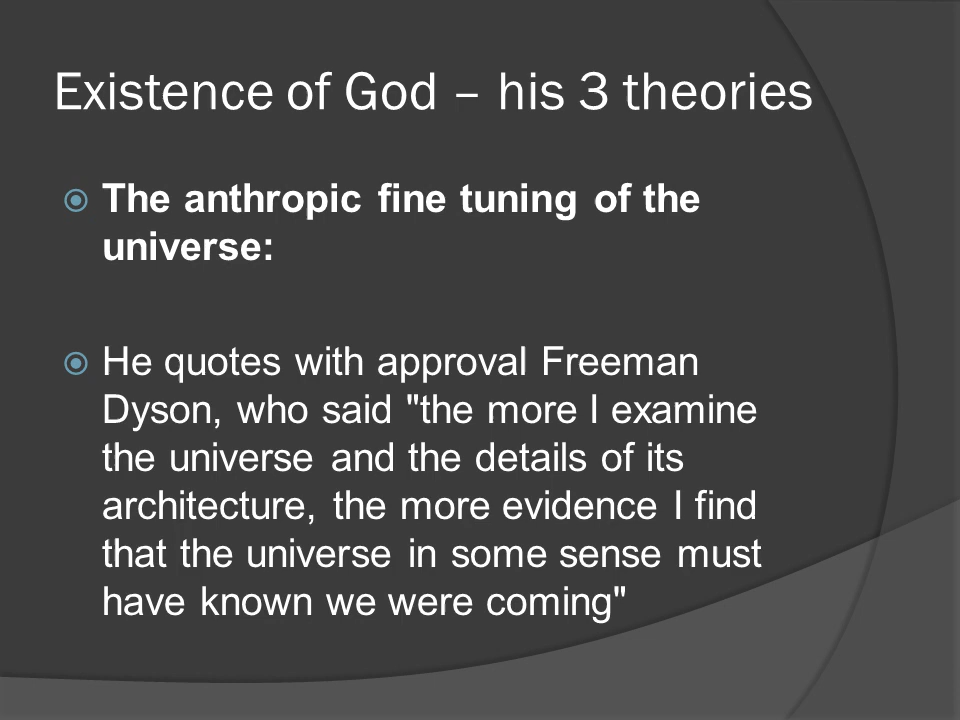 Existence of God – his 3 theories
The anthropic fine tuning of the
universe:
He quotes with approval Freeman
Dyson, who said "the more I examine
the universe and the details of its
architecture, the more evidence I find
that the universe in some sense must
have known we were coming"